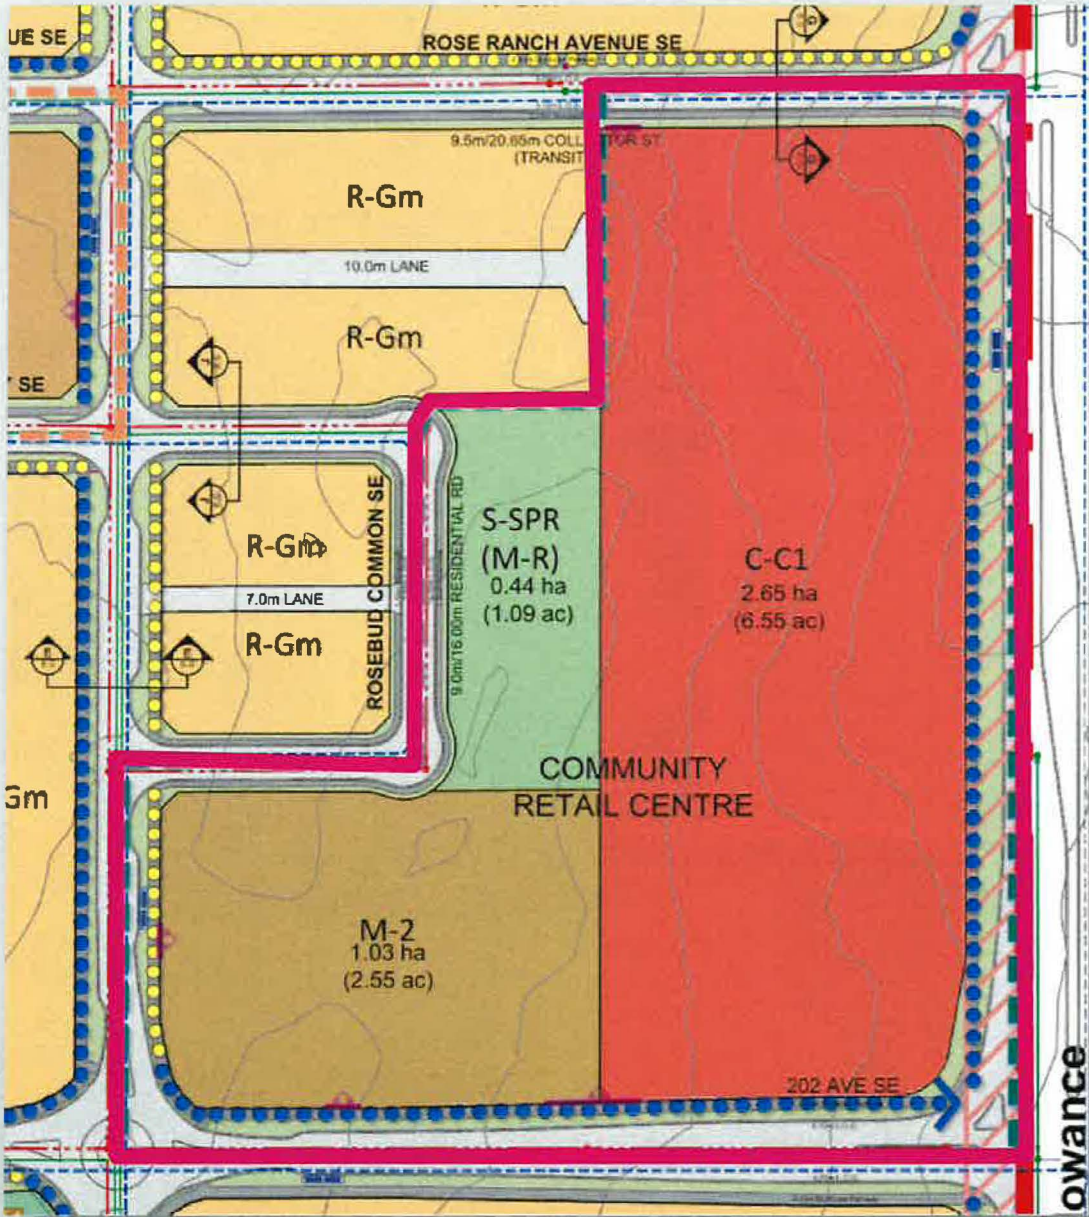 UE SE
ROSE RANCH AVENUE SE
9.5m/20.65m COLLECTOR ST.
(TRANSIT
R-Gm
10.0m LANE
R-Gm
SE
ROSEBUD COMMON SE
9.0m/16.00m RESIDENTIAL RD
R-Gm
7.0m LANE
R-Gm
S-SPR
(M-R)
0.44 ha
(1.09 ac)
C-C1
2.65 ha
(6.55 ac)
COMMUNITY
RETAIL CENTRE
Gm
M-2
1.03 ha
(2.55 ac)
202 AVE SE
owance